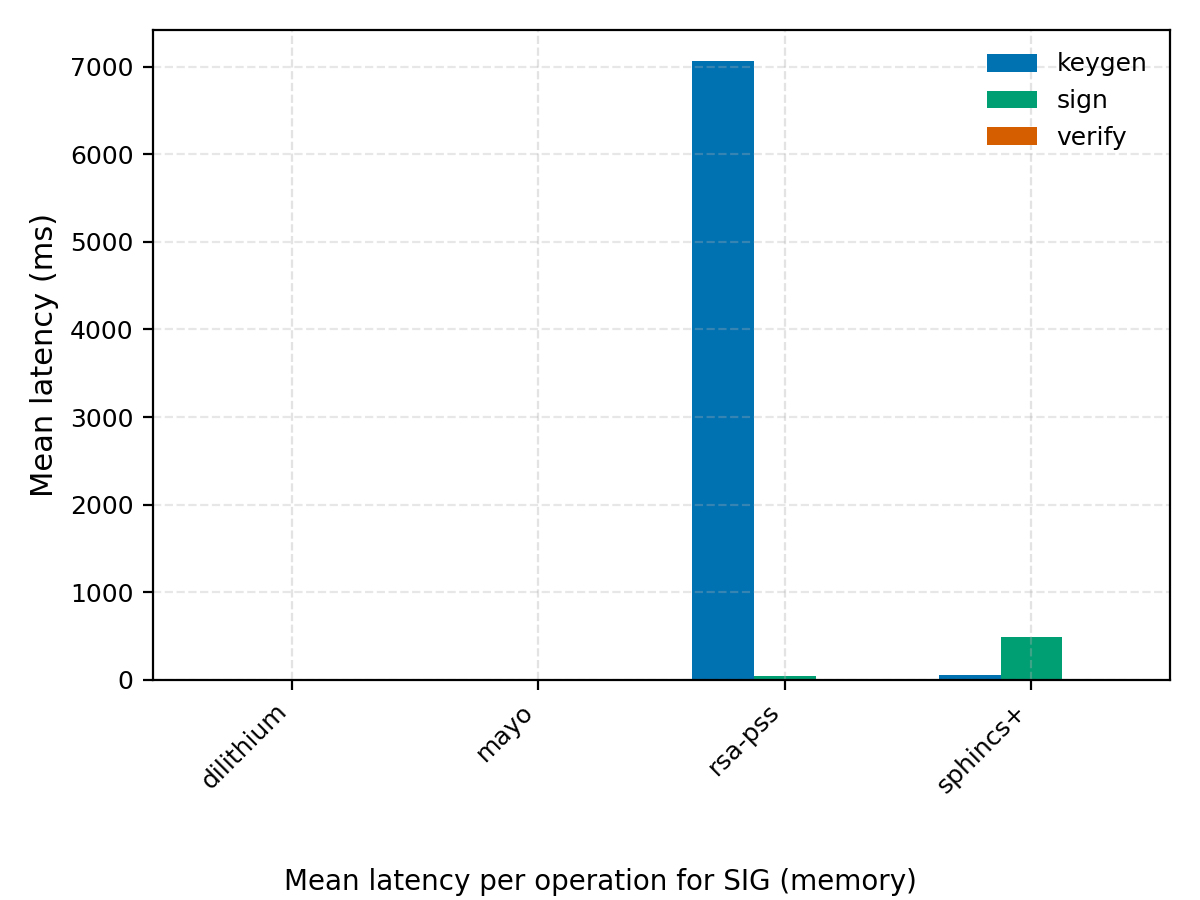 7000
6000
5000
4000
3000
2000
1000
0
Mean latency (ms)
keygen
sign
verify
dilithium
mayo
rsa-pss
sphincs+
Mean latency per operation for SIG (memory)